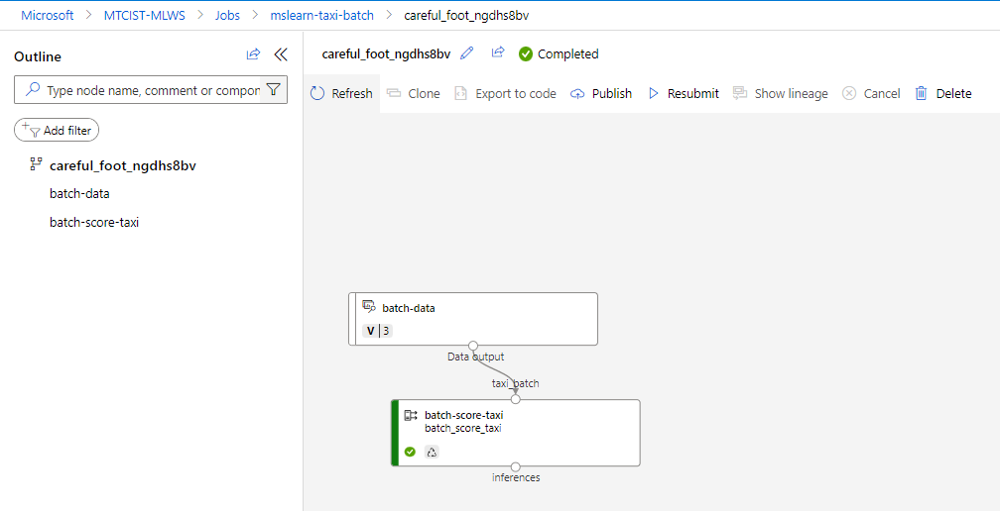 Microsoft > MTCIST-MLWS > Jobs > mslearn-taxi-batch > careful_foot_ngdhs8bv
Outline
Type node name, comment or compon
Add filter
careful_foot_ngdhs8bv
batch-data
batch-score-taxi
careful_foot_ngdhs8bv Completed
Refresh Clone Export to code Publish Resubmit Show lineage Cancel Delete
batch-data
V 3
Data output
taxi_batch
batch-score-taxi
batch_score_taxi
inferences